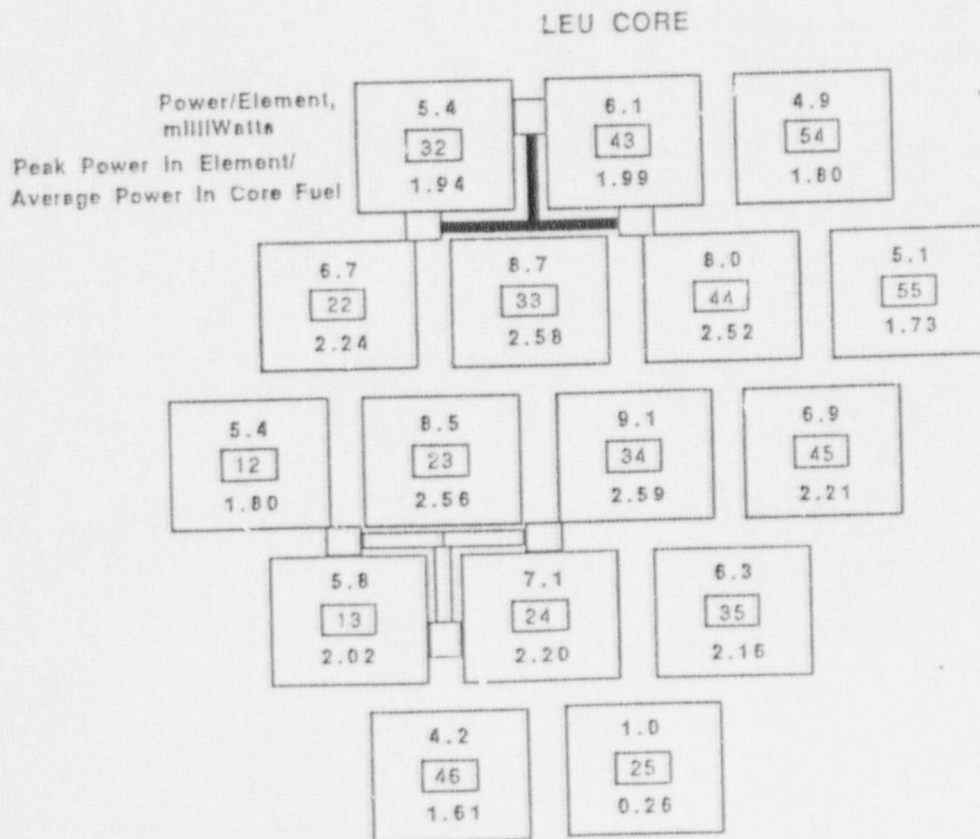 LEU CORE
Power/Element,
milliWatts
Peak Power in Element/
Average Power in Core Fuel
5.4 6.1 4.9
32 43 54
1.94 1.99 1.80
6.7 8.7 8.0 5.1
22 33 44 55
2.24 2.58 2.52 1.73
5.4 8.5 9.1 6.9
12 23 34 45
1.80 2.56 2.59 2.21
5.8 7.1 6.3
13 24 35
2.02 2.20 2.16
4.2 1.0
46 25
1.61 0.26